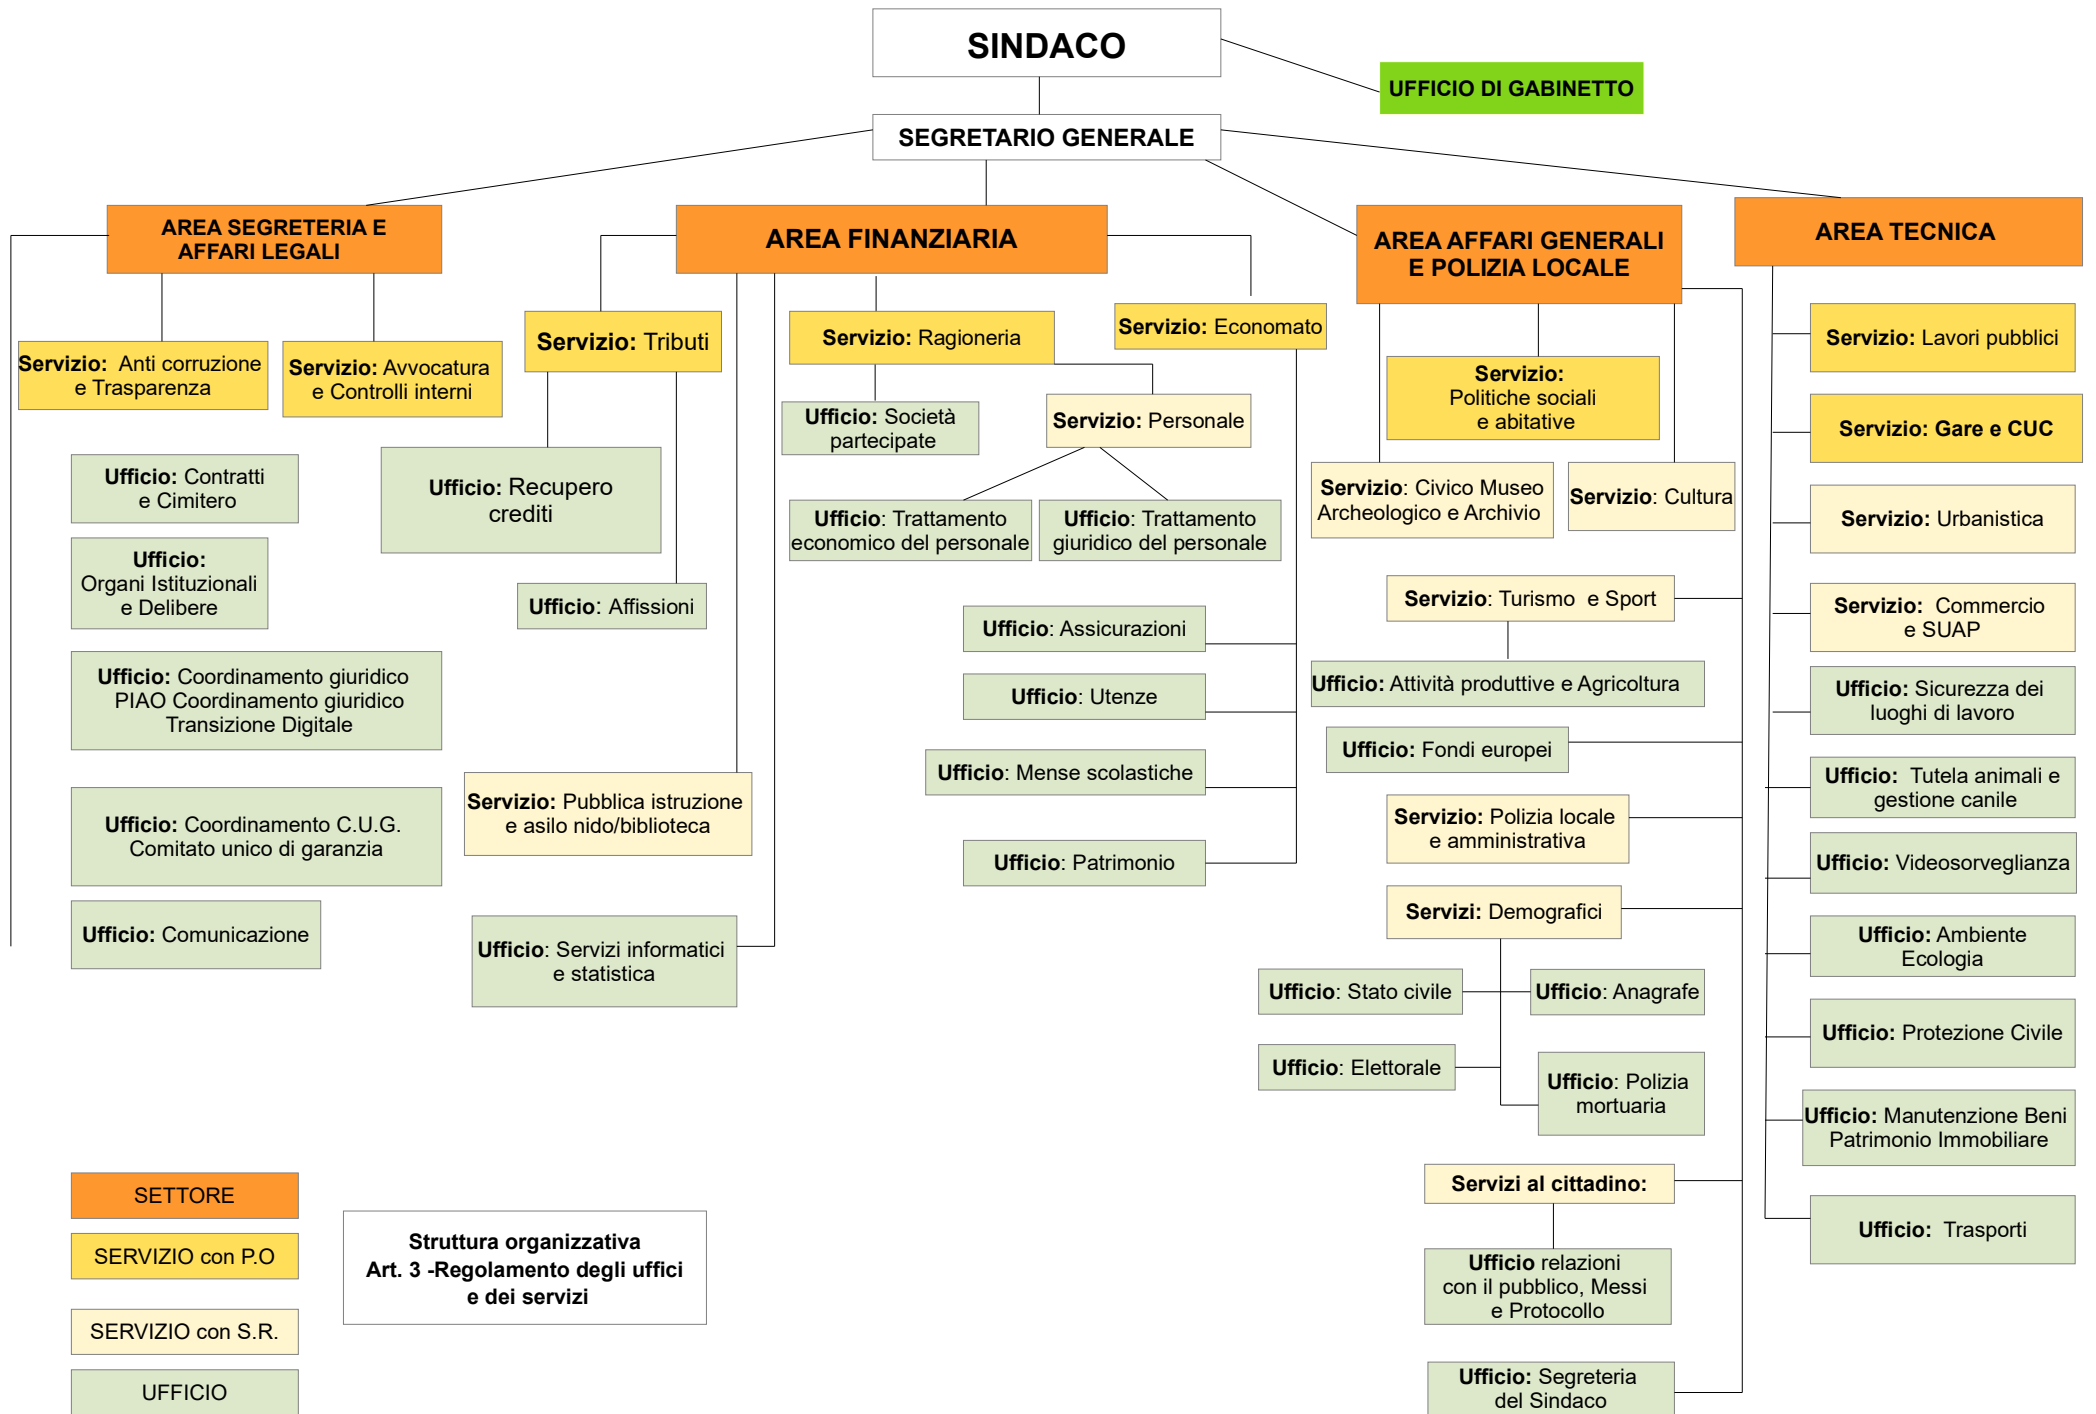 SINDACO
UFFICIO DI GABINETTO
SEGRETARIO GENERALE
AREA SEGRETERIA E
AFFARI LEGALI
Servizio: Anti corruzione
e Trasparenza
Servizio: Avvocatura
e Controlli interni
Ufficio: Contratti
e Cimitero
Ufficio:
Organi Istituzionali
e Delibere
Ufficio: Coordinamento giuridico
PIAO Coordinamento giuridico
Transizione Digitale
Ufficio: Coordinamento C.U.G.
Comitato unico di garanzia
Ufficio: Comunicazione
AREA FINANZIARIA
Servizio: Tributi
Ufficio: Recupero
crediti
Ufficio: Affissioni
Servizio: Pubblica istruzione
e asilo nido/biblioteca
Ufficio: Servizi informatici
e statistica
Servizio: Ragioneria
Ufficio: Società
partecipate
Servizio: Personale
Ufficio: Trattamento
economico del personale
Ufficio: Trattamento
giuridico del personale
Servizio: Economato
Ufficio: Assicurazioni
Ufficio: Utenze
Ufficio: Mense scolastiche
Ufficio: Patrimonio
AREA AFFARI GENERALI
E POLIZIA LOCALE
Servizio:
Politiche sociali
e abitative
Servizio: Civico Museo
Archeologico e Archivio
Servizio: Cultura
Servizio: Turismo e Sport
Ufficio: Attività produttive e Agricoltura
Ufficio: Fondi europei
Servizio: Polizia locale
e amministrativa
Servizi: Demografici
Ufficio: Stato civile
Ufficio: Anagrafe
Ufficio: Elettorale
Ufficio: Polizia
mortuaria
Servizi al cittadino:
Ufficio relazioni
con il pubblico, Messi
e Protocollo
Ufficio: Segreteria
del Sindaco
AREA TECNICA
Servizio: Lavori pubblici
Servizio: Gare e CUC
Servizio: Urbanistica
Servizio: Commercio
e SUAP
Ufficio: Sicurezza dei
luoghi di lavoro
Ufficio: Tutela animali e
gestione canile
Ufficio: Videosorveglianza
Ufficio: Ambiente
Ecologia
Ufficio: Protezione Civile
Ufficio: Manutenzione Beni
Patrimonio Immobiliare
Ufficio: Trasporti
SETTORE
SERVIZIO con P.O
SERVIZIO con S.R.
UFFICIO
Struttura organizzativa
Art. 3 -Regolamento degli uffici
e dei servizi